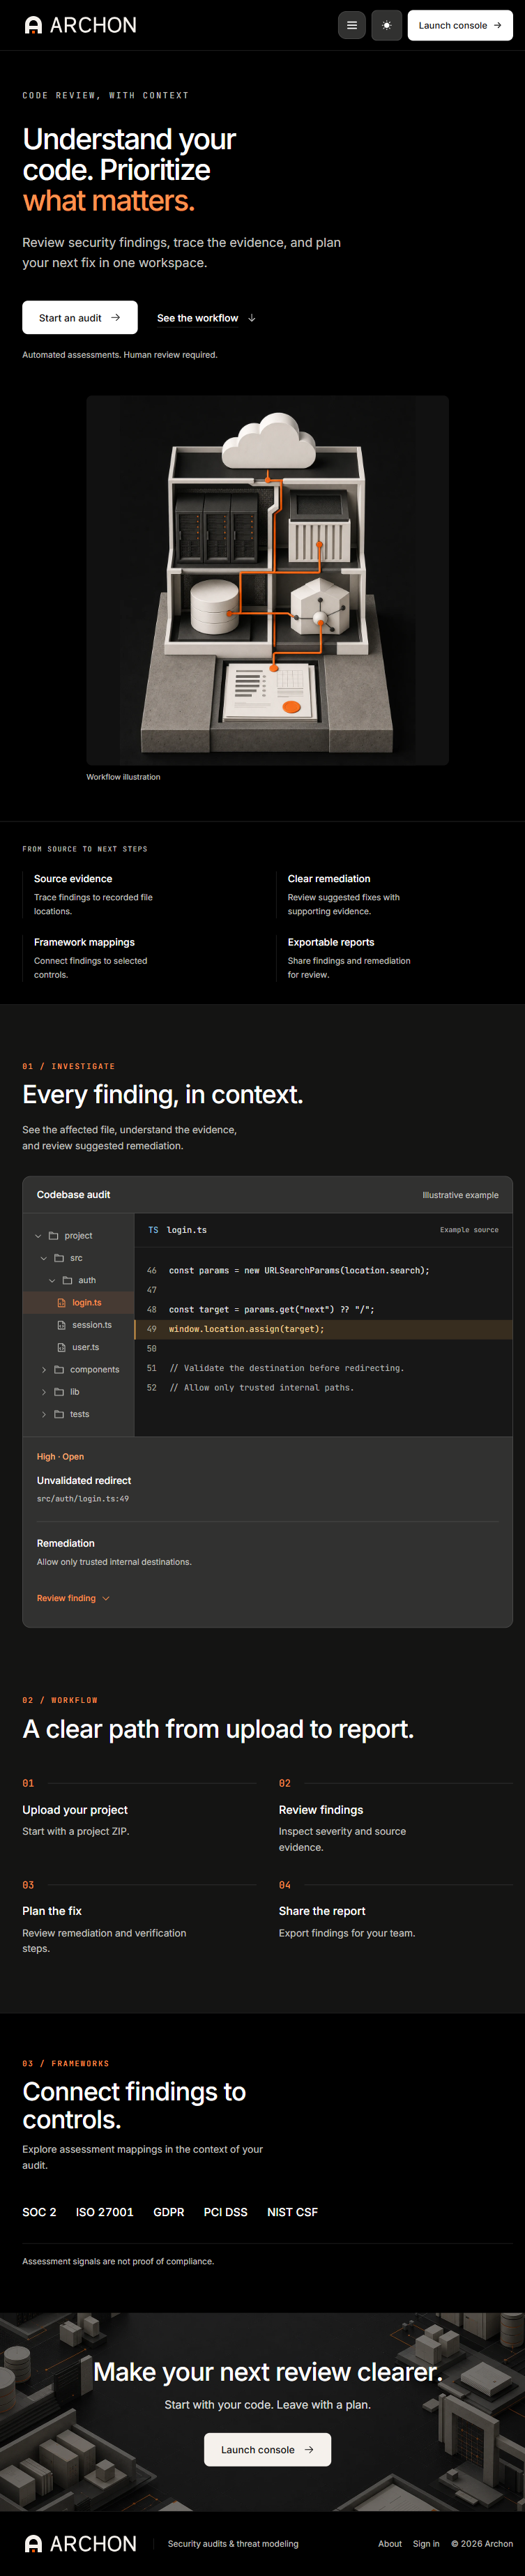 ARCHON
Launch console →
CODE REVIEW, WITH CONTEXT
Understand your
code. Prioritize
what matters.
Review security findings, trace the evidence, and plan
your next fix in one workspace.
Start an audit →
See the workflow ↓
Automated assessments. Human review required.
Workflow illustration
FROM SOURCE TO NEXT STEPS
Source evidence
Trace findings to recorded file
locations.
Clear remediation
Review suggested fixes with
supporting evidence.
Framework mappings
Connect findings to selected
controls.
Exportable reports
Share findings and remediation
for review.
01 / INVESTIGATE
Every finding, in context.
See the affected file, understand the evidence,
and review suggested remediation.
Codebase audit
Illustrative example
project
src
auth
login.ts
session.ts
user.ts
components
lib
tests
TS login.ts
Example source
46 const params = new URLSearchParams(location.search);
47
48 const target = params.get("next") ?? "/";
49 window.location.assign(target);
50
51 // Validate the destination before redirecting.
52 // Allow only trusted internal paths.
High · Open
Unvalidated redirect
src/auth/login.ts:49
Remediation
Allow only trusted internal destinations.
Review finding
02 / WORKFLOW
A clear path from upload to report.
01
Upload your project
Start with a project ZIP.
02
Review findings
Inspect severity and source
evidence.
03
Plan the fix
Review remediation and verification
steps.
04
Share the report
Export findings for your team.
03 / FRAMEWORKS
Connect findings to
controls.
Explore assessment mappings in the context of your
audit.
SOC 2 ISO 27001 GDPR PCI DSS NIST CSF
Assessment signals are not proof of compliance.
Make your next review clearer.
Start with your code. Leave with a plan.
Launch console →
ARCHON
Security audits & threat modeling
About Sign in © 2026 Archon